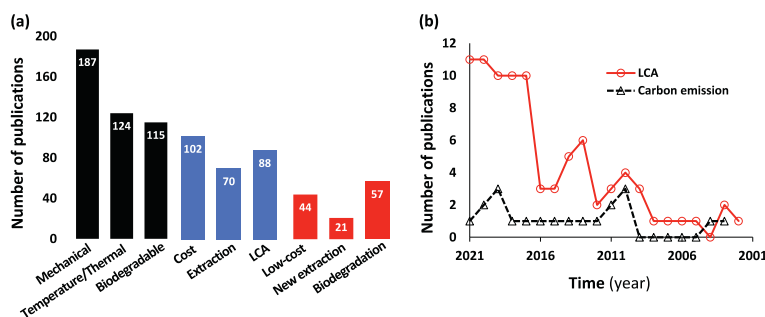 (a)
Number of publications
200
160
120
80
40
0
187
124
115
102
70
88
44
21
57
Mechanical
Temperature/Thermal
Biodegradable
Cost
Extraction
LCA
Low-cost
New extraction
Biodegradation
(b)
Number of publications
12
10
8
6
4
2
0
LCA
Carbon emission
2021
2016
2011
2006
2001
Time (year)